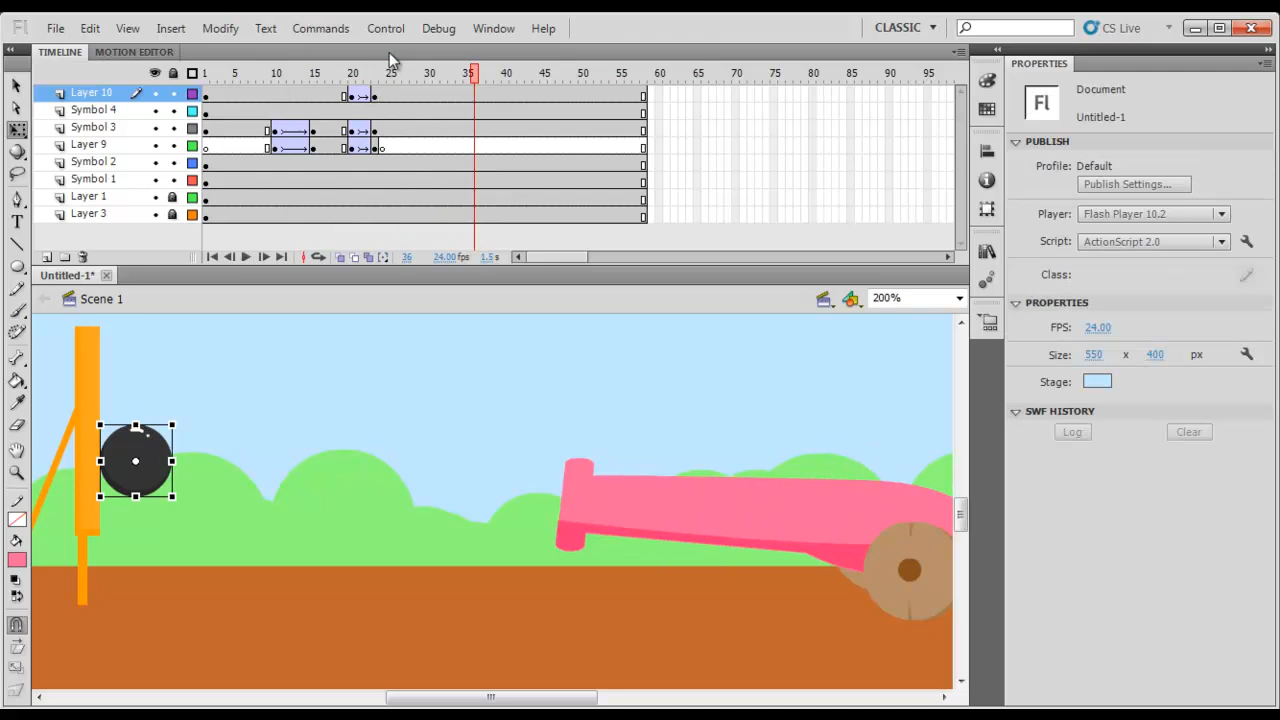 Fl File Edit View Insert Modify Text Commands Control Debug Window Help CLASSIC CS Live
TIMELINE MOTION EDITOR
1 5 10 15 20 25 30 35 40 45 50 55 60 65 70 75 80 85 90 95
Layer 10
Symbol 4
Symbol 3
Layer 9
Symbol 2
Symbol 1
Layer 1
Layer 3
36 24.00 fps 1.5 s
Untitled-1*
Scene 1 200%
PROPERTIES
Fl Document
Untitled-1
PUBLISH
Profile: Default
Publish Settings...
Player: Flash Player 10.2
Script: ActionScript 2.0
Class:
PROPERTIES
FPS: 24.00
Size: 550 x 400 px
Stage:
SWF HISTORY
Log Clear